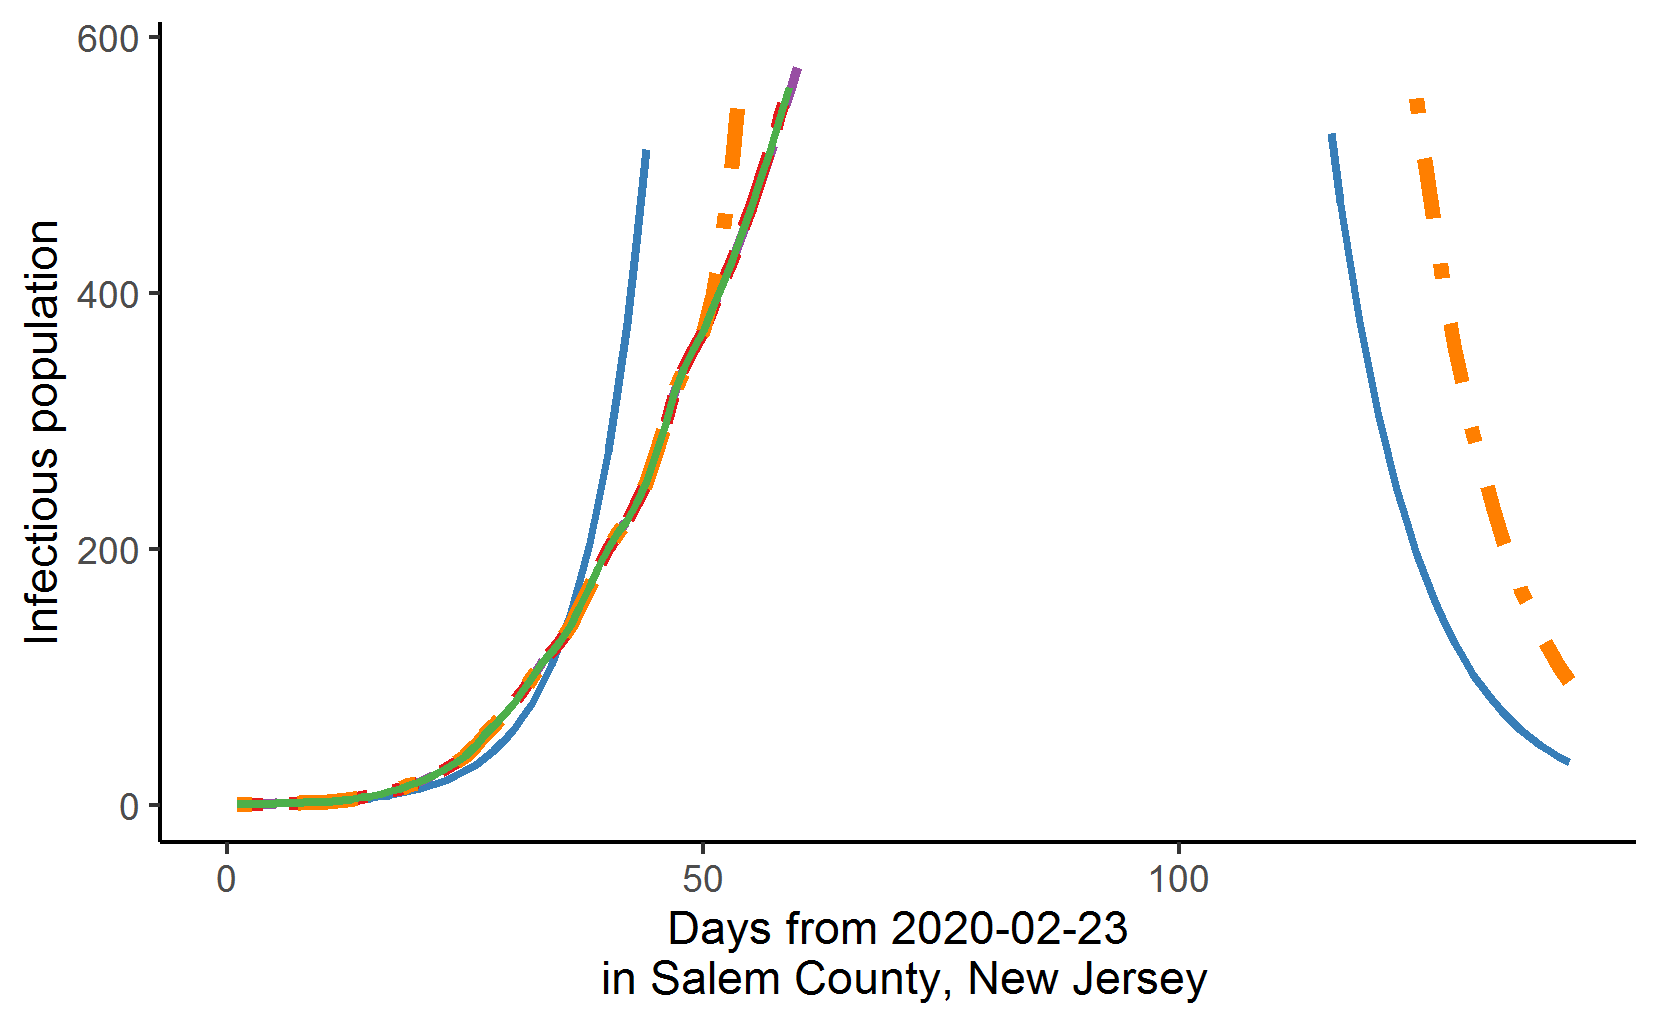 Infectious population
600
400
200
0
0 50 100
Days from 2020-02-23
in Salem County, New Jersey